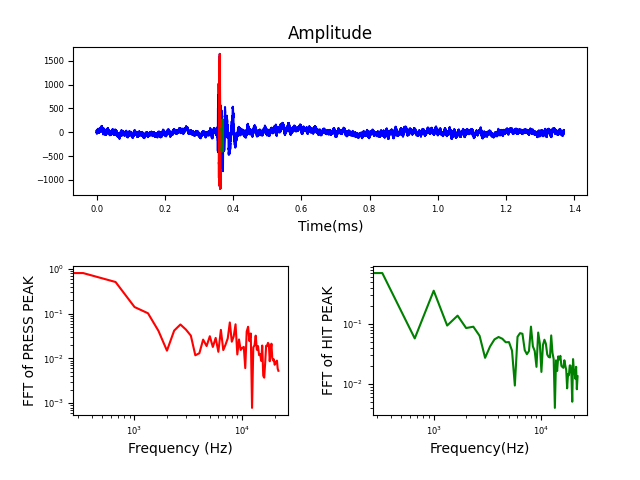 Amplitude
1500
1000
500
0
−500
−1000
0.0 0.2 0.4 0.6 0.8 1.0 1.2 1.4
Time(ms)
FFT of PRESS PEAK
10⁰
10⁻¹
10⁻²
10⁻³
10³ 10⁴
Frequency (Hz)
FFT of HIT PEAK
10⁻¹
10⁻²
10³ 10⁴
Frequency(Hz)